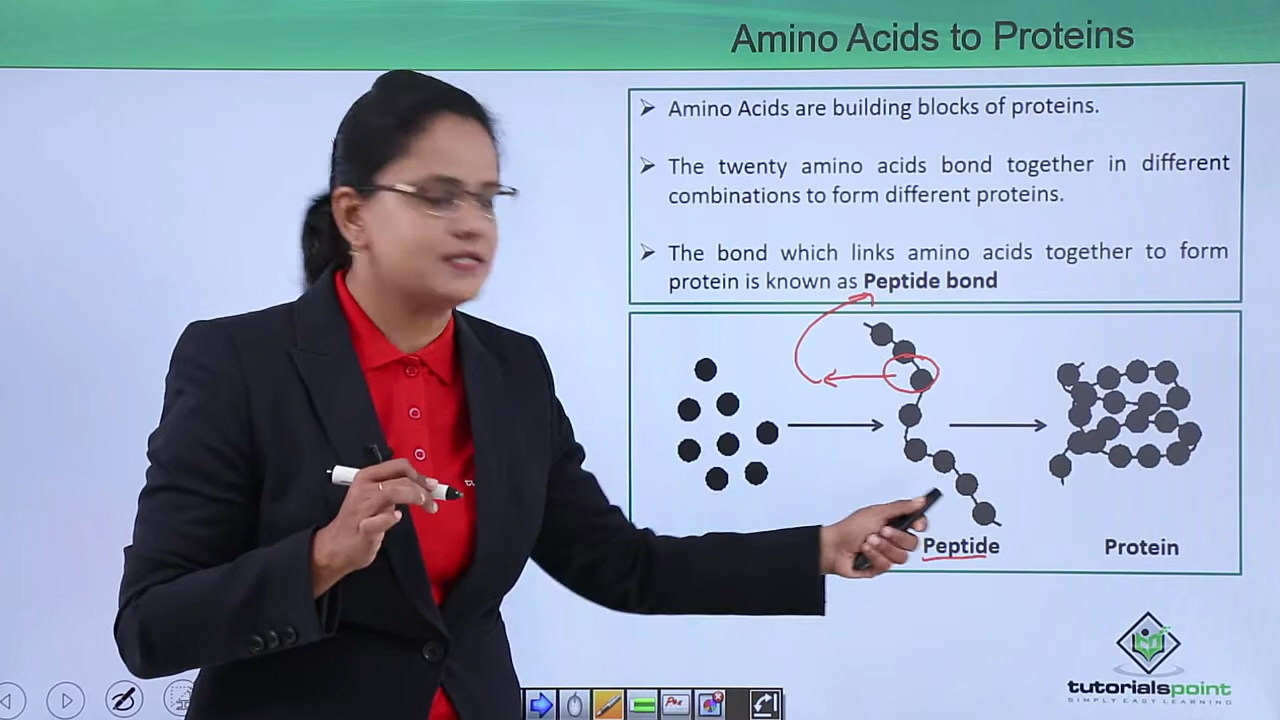 Amino Acids to Proteins
➢ Amino Acids are building blocks of proteins.
➢ The twenty amino acids bond together in different
combinations to form different proteins.
➢ The bond which links amino acids together to form
protein is known as Peptide bond
Peptide
Protein
tutorialspoint
SIMPLY EASY LEARNING